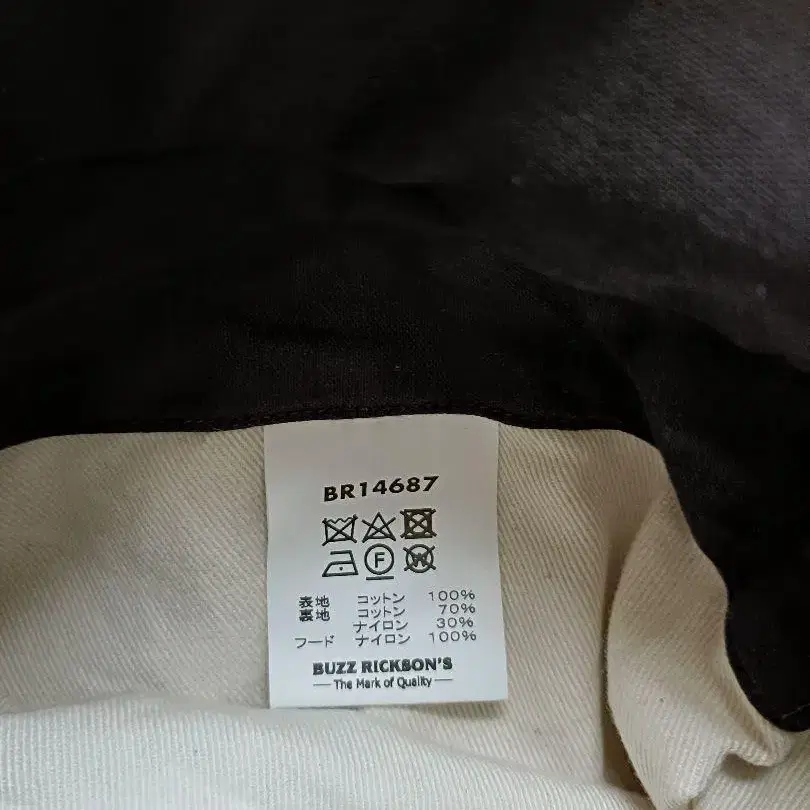 BR14687
F
W
表地 コットン 100%
裏地 コットン 70%
ナイロン 30%
フード ナイロン 100%
BUZZ RICKSON'S
The Mark of Quality